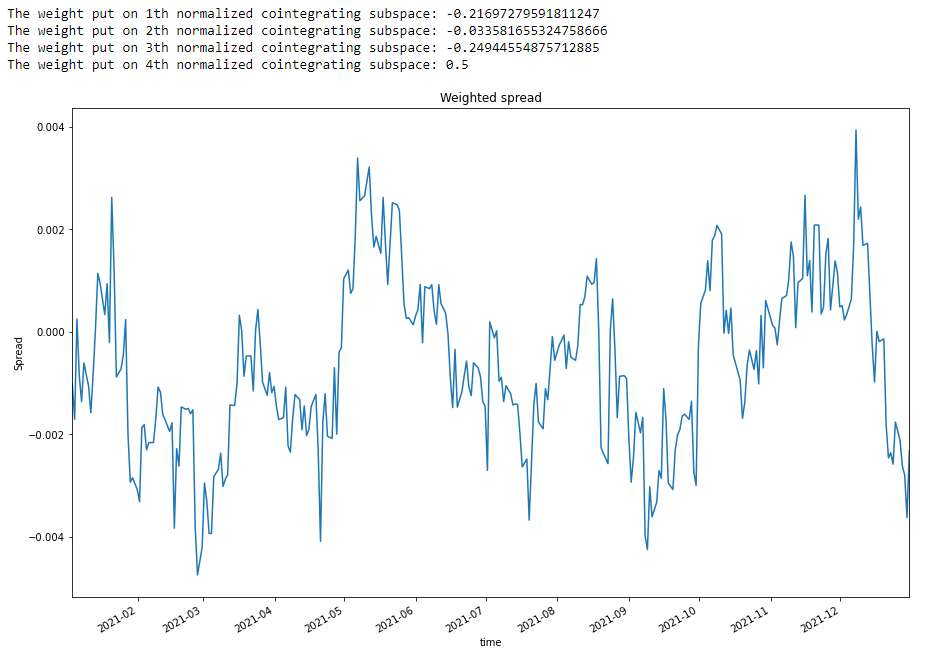 The weight put on 1th normalized cointegrating subspace: -0.21697279591811247
The weight put on 2th normalized cointegrating subspace: -0.033581655324758666
The weight put on 3th normalized cointegrating subspace: -0.24944554875712885
The weight put on 4th normalized cointegrating subspace: 0.5
Weighted spread
0.004
0.002
0.000
−0.002
−0.004
Spread
2021-02
2021-03
2021-04
2021-05
2021-06
2021-07
2021-08
2021-09
2021-10
2021-11
2021-12
time